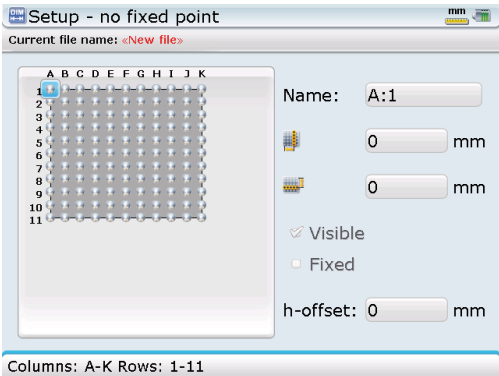 DIM Setup - no fixed point mm
Current file name: «New file»
A B C D E F G H I J K
1
2
3
4
5
6
7
8
9
10
11
Name: A:1
0 mm
0 mm
Visible
Fixed
h-offset: 0 mm
Columns: A-K Rows: 1-11